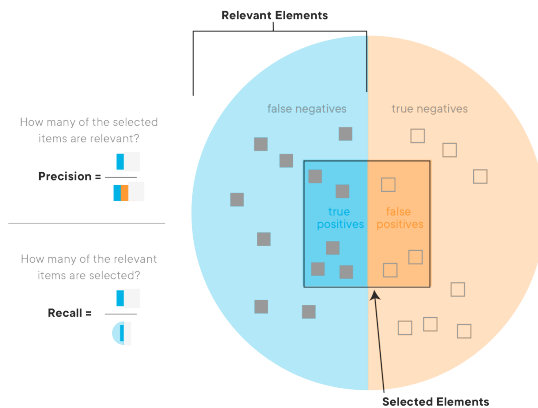 Relevant Elements
false negatives
true negatives
How many of the selected
items are relevant?
Precision =
true
positives
false
positives
How many of the relevant
items are selected?
Recall =
Selected Elements